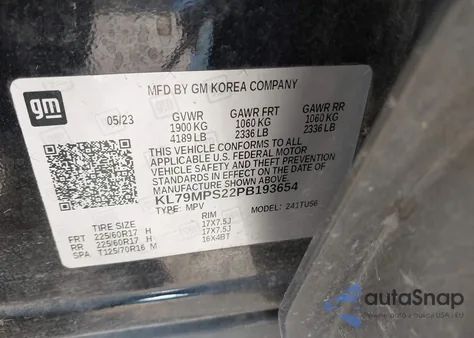 MFD BY GM KOREA COMPANY
gm
05/23
GVWR GAWR FRT GAWR RR
1900 KG 1060 KG 1060 KG
4189 LB 2336 LB 2336 LB
THIS VEHICLE CONFORMS TO ALL
APPLICABLE U.S. FEDERAL MOTOR
VEHICLE SAFETY AND THEFT
PREVENTION STANDARDS IN
EFFECT ON THE DATE OF
MANUFACTURE SHOWN ABOVE.
KL79MPS22PB193654
TYPE: MPV MODEL: 241TU56
TIRE SIZE RIM
FRT 225/60R17 H 17X7.5J
RR 225/60R17 H 17X7.5J
SPA T125/70R16 M 16X4BT
autoSnap